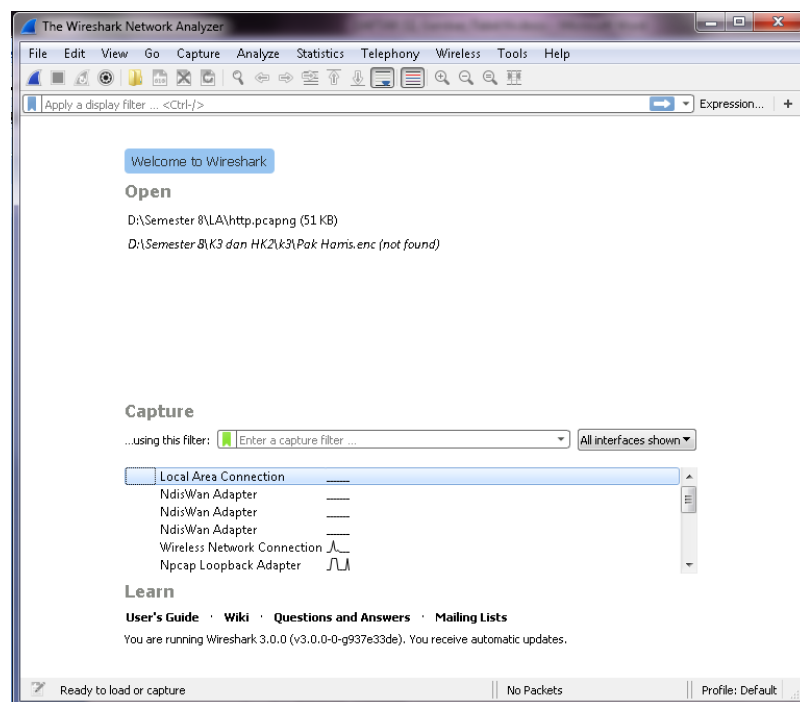 The Wireshark Network Analyzer
File Edit View Go Capture Analyze Statistics Telephony Wireless Tools Help
Apply a display filter ... <Ctrl-/> Expression... +
Welcome to Wireshark
Open
D:\Semester 8\LA\http.pcapng (51 KB)
D:\Semester 8\K3 dan HK2\k3\Pak Harris.enc (not found)
Capture
...using this filter: Enter a capture filter ... All interfaces shown
Local Area Connection
NdisWan Adapter
NdisWan Adapter
NdisWan Adapter
Wireless Network Connection
Npcap Loopback Adapter
Learn
User's Guide · Wiki · Questions and Answers · Mailing Lists
You are running Wireshark 3.0.0 (v3.0.0-0-g937e33de). You receive automatic updates.
Ready to load or capture No Packets Profile: Default